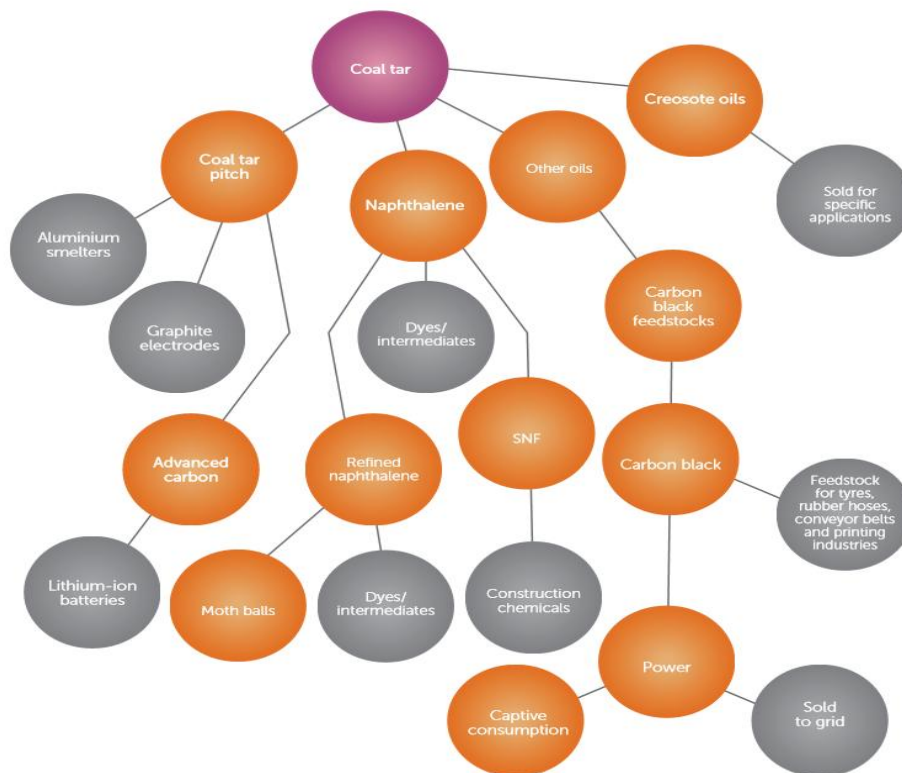 Coal tar
Creosote oils
Coal tar
pitch
Other oils
Naphthalene
Sold for
specific
applications
Aluminium
smelters
Carbon
black
feedstocks
Graphite
electrodes
Dyes/
intermediates
SNF
Advanced
carbon
Refined
naphthalene
Carbon black
Feedstock
for tyres,
rubber hoses,
conveyor belts
and printing
industries
Lithium-ion
batteries
Moth balls
Dyes/
intermediates
Construction
chemicals
Power
Captive
consumption
Sold
to grid